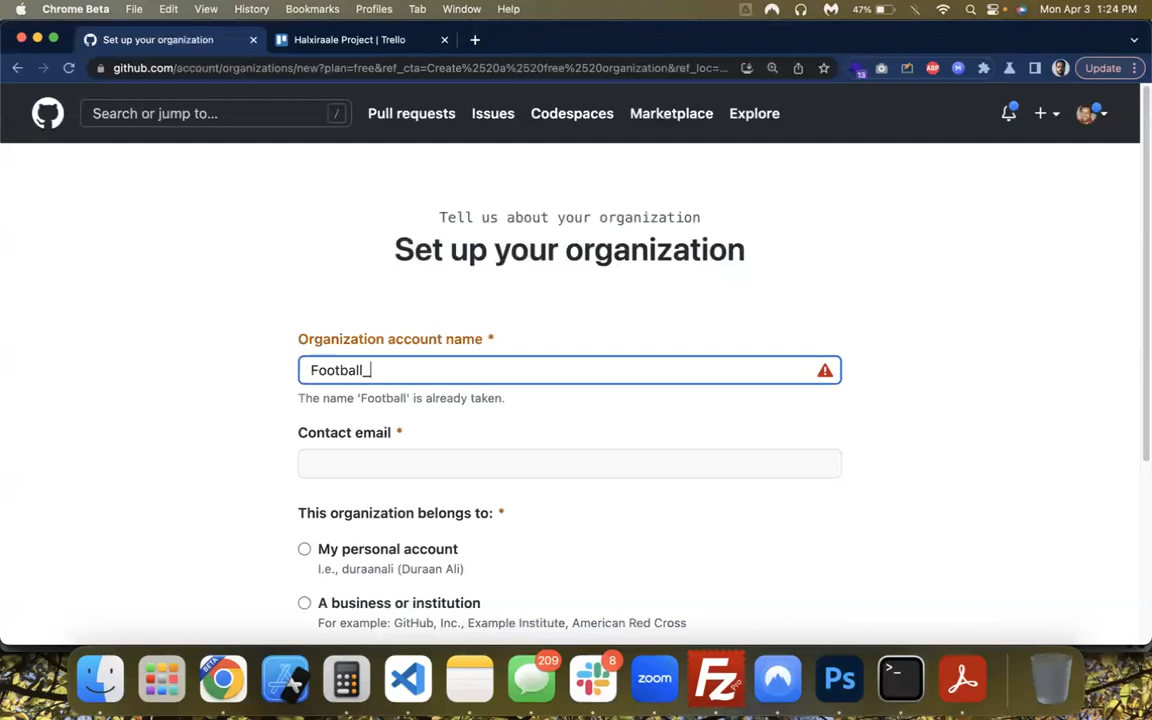 Chrome Beta File Edit View History Bookmarks Profiles Tab Window Help 47% Mon Apr 3 1:24 PM
Set up your organization Halxiraale Project | Trello
github.com/account/organizations/new?plan=free&ref_cta=Create%2520a%2520free%2520organization&ref_loc=... 13 ABP Update
Search or jump to... / Pull requests Issues Codespaces Marketplace Explore
Tell us about your organization
Set up your organization
Organization account name *
Football_
The name 'Football' is already taken.
Contact email *
This organization belongs to: *
My personal account
I.e., duraanali (Duraan Ali)
A business or institution
For example: GitHub, Inc., Example Institute, American Red Cross
BETA 209 8 zoom Fz Pro Ps >_